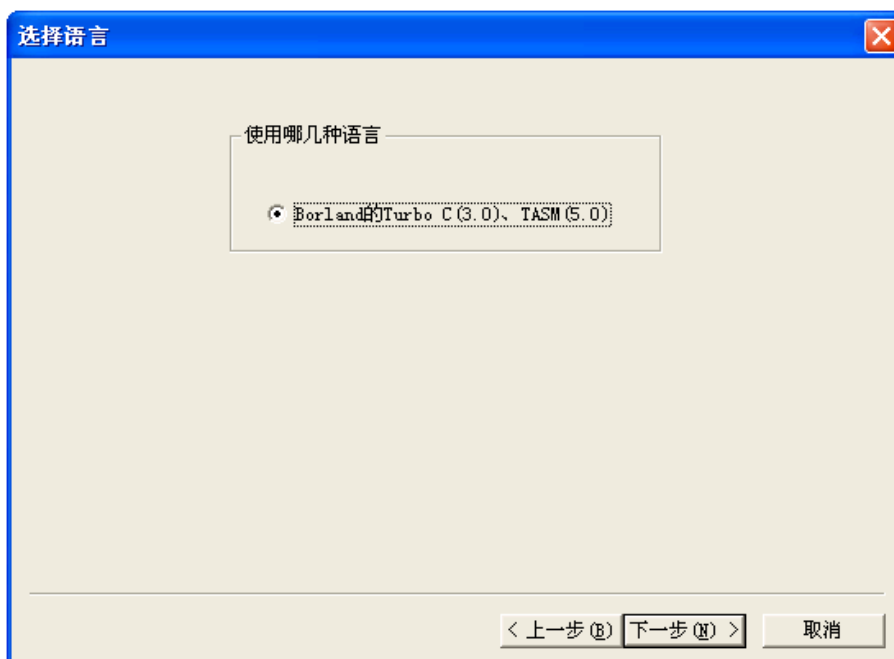 选择语言
使用哪几种语言
Borland的Turbo C(3.0)、TASM(5.0)
< 上一步(B) 下一步(N) > 取消